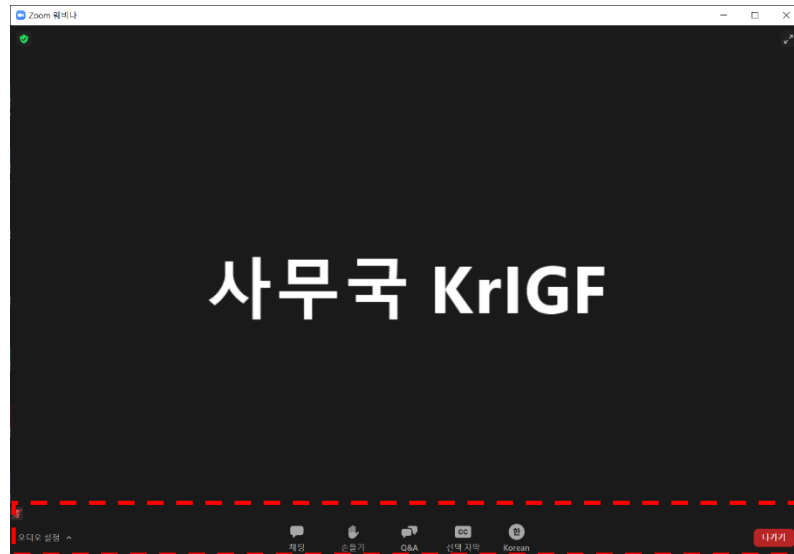 Zoom 웨비나
사무국 KrIGF
오디오 설정
채팅
손들기
Q&A
CC
선택 자막
한
Korean
나가기